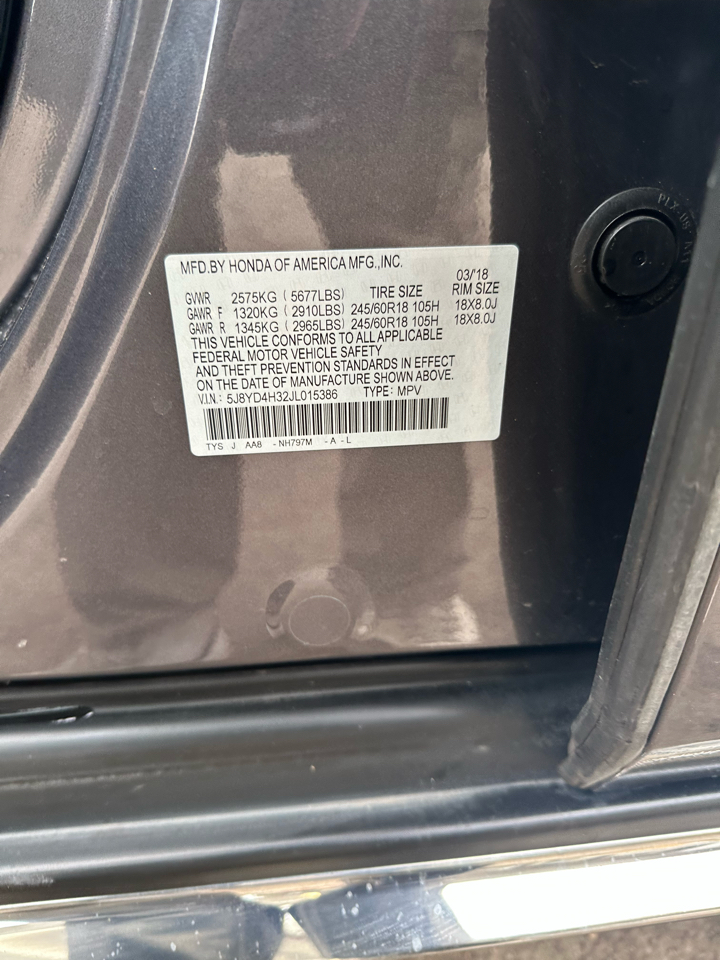 MFD.BY HONDA OF AMERICA MFG.,INC.
03/'18
GVWR 2575KG (5677LBS) TIRE SIZE RIM SIZE
GAWR F 1320KG (2910LBS) 245/60R18 105H 18X8.0J
GAWR R 1345KG (2965LBS) 245/60R18 105H 18X8.0J
THIS VEHICLE CONFORMS TO ALL APPLICABLE
FEDERAL MOTOR VEHICLE SAFETY
AND THEFT PREVENTION STANDARDS IN EFFECT
ON THE DATE OF MANUFACTURE SHOWN ABOVE.
V.I.N.: 5J8YD4H32JL015386 TYPE: MPV
TYS J AA8 -NH797M -A -L